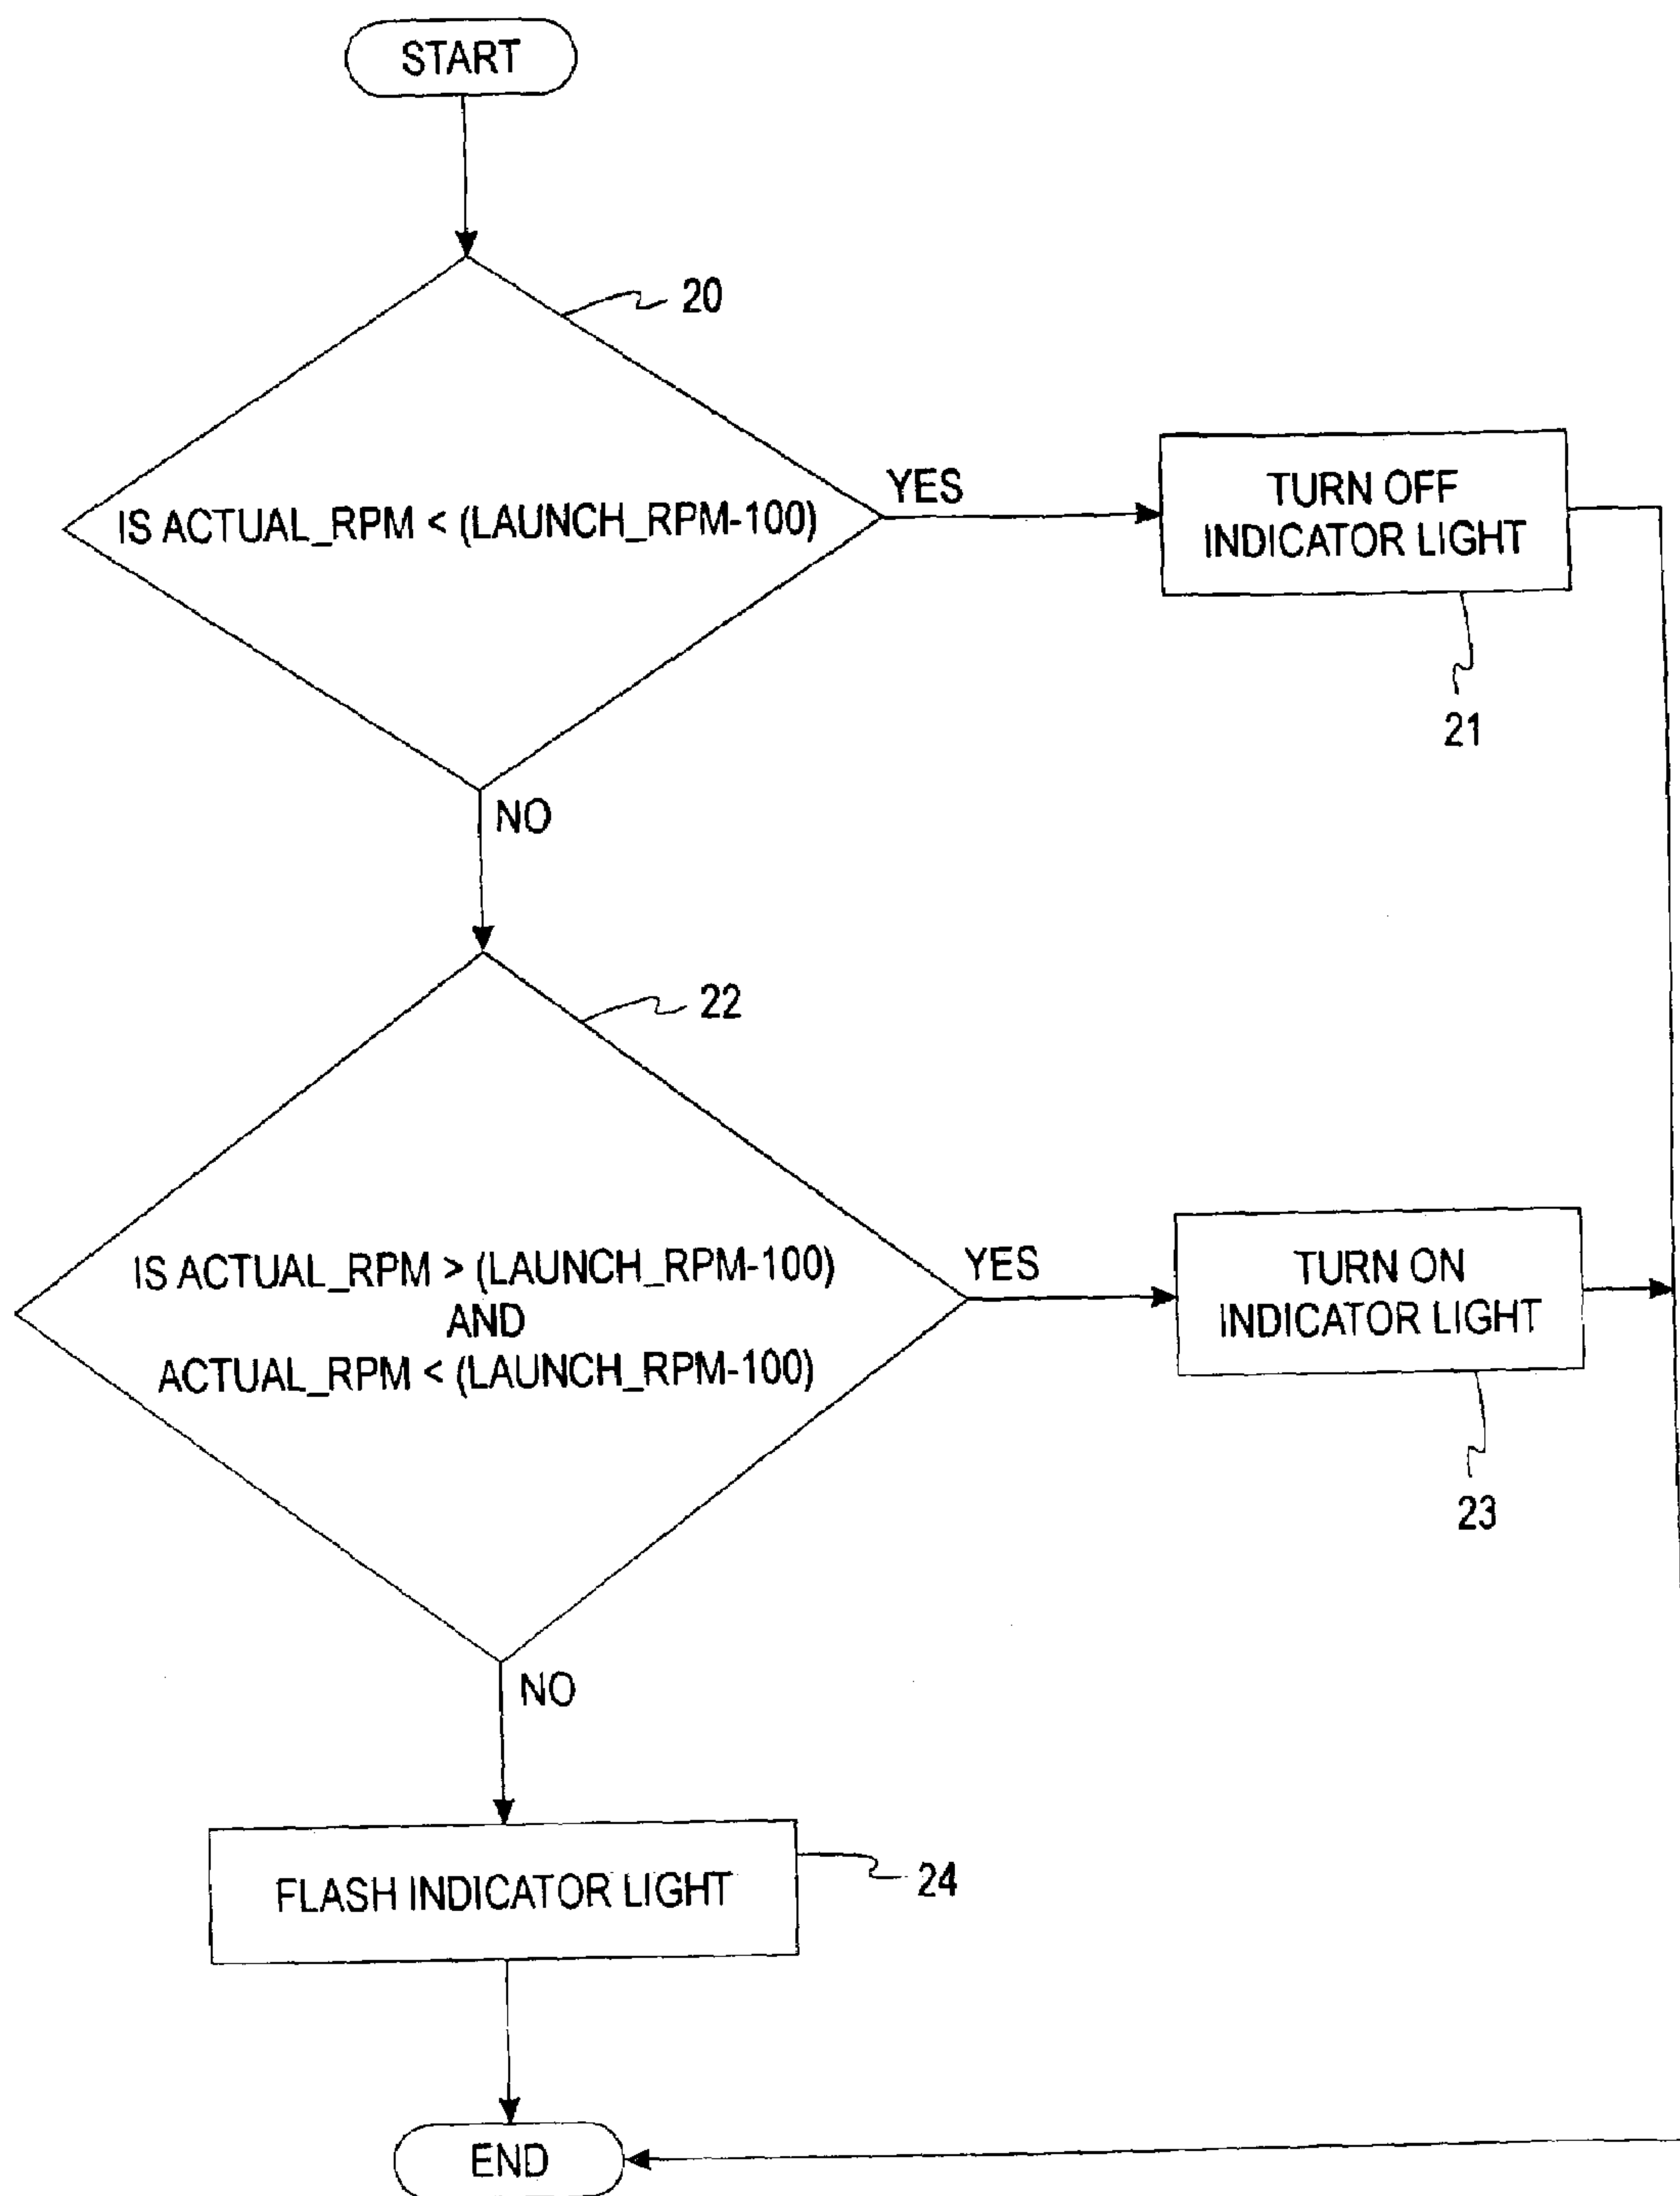 START
20
IS ACTUAL_RPM < (LAUNCH_RPM-100)
YES
TURN OFF
INDICATOR LIGHT
21
NO
22
IS ACTUAL_RPM > (LAUNCH_RPM-100)
AND
ACTUAL_RPM < (LAUNCH_RPM-100)
YES
TURN ON
INDICATOR LIGHT
23
NO
FLASH INDICATOR LIGHT
24
END